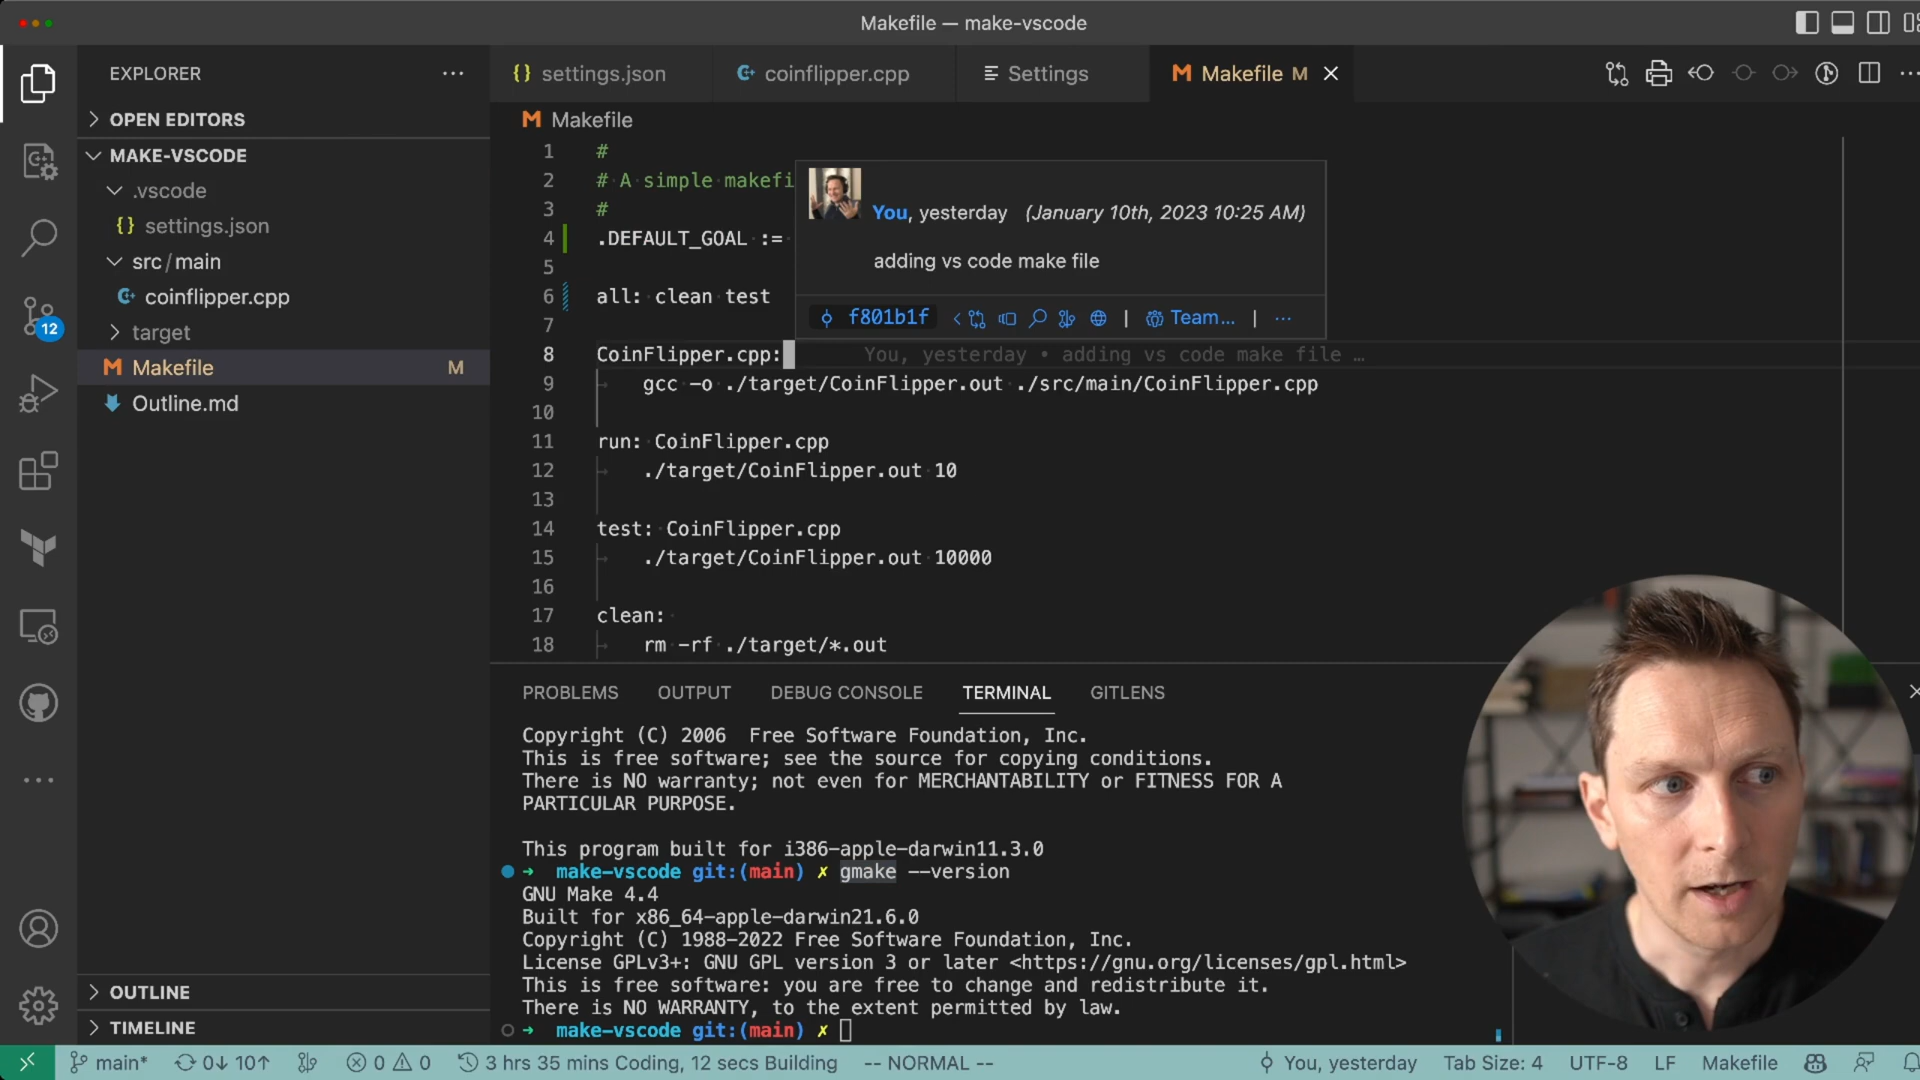 Makefile — make-vscode
EXPLORER
OPEN EDITORS
MAKE-VSCODE
.vscode
{} settings.json
src/main
coinflipper.cpp
target
Makefile M
Outline.md
OUTLINE
TIMELINE
12
{} settings.json
coinflipper.cpp
Settings
M Makefile M
M Makefile
1 #
2 # A simple makefi
3 #
4 .DEFAULT_GOAL :=
5
6 all: clean test
7
8 CoinFlipper.cpp: You, yesterday • adding vs code make file …
9 gcc -o ./target/CoinFlipper.out ./src/main/CoinFlipper.cpp
10
11 run: CoinFlipper.cpp
12 ./target/CoinFlipper.out 10
13
14 test: CoinFlipper.cpp
15 ./target/CoinFlipper.out 10000
16
17 clean:
18 rm -rf ./target/*.out
You, yesterday (January 10th, 2023 10:25 AM)
adding vs code make file
f801b1f | Team... | ...
PROBLEMS OUTPUT DEBUG CONSOLE TERMINAL GITLENS
Copyright (C) 2006  Free Software Foundation, Inc.
This is free software; see the source for copying conditions.
There is NO warranty; not even for MERCHANTABILITY or FITNESS FOR A
PARTICULAR PURPOSE.
This program built for i386-apple-darwin11.3.0
➜ make-vscode git:(main) ✗ gmake --version
GNU Make 4.4
Built for x86_64-apple-darwin21.6.0
Copyright (C) 1988-2022 Free Software Foundation, Inc.
License GPLv3+: GNU GPL version 3 or later <https://gnu.org/licenses/gpl.html>
This is free software: you are free to change and redistribute it.
There is NO WARRANTY, to the extent permitted by law.
➜ make-vscode git:(main) ✗
main* 0↓ 10↑ 0 0 3 hrs 35 mins Coding, 12 secs Building -- NORMAL -- You, yesterday Tab Size: 4 UTF-8 LF Makefile